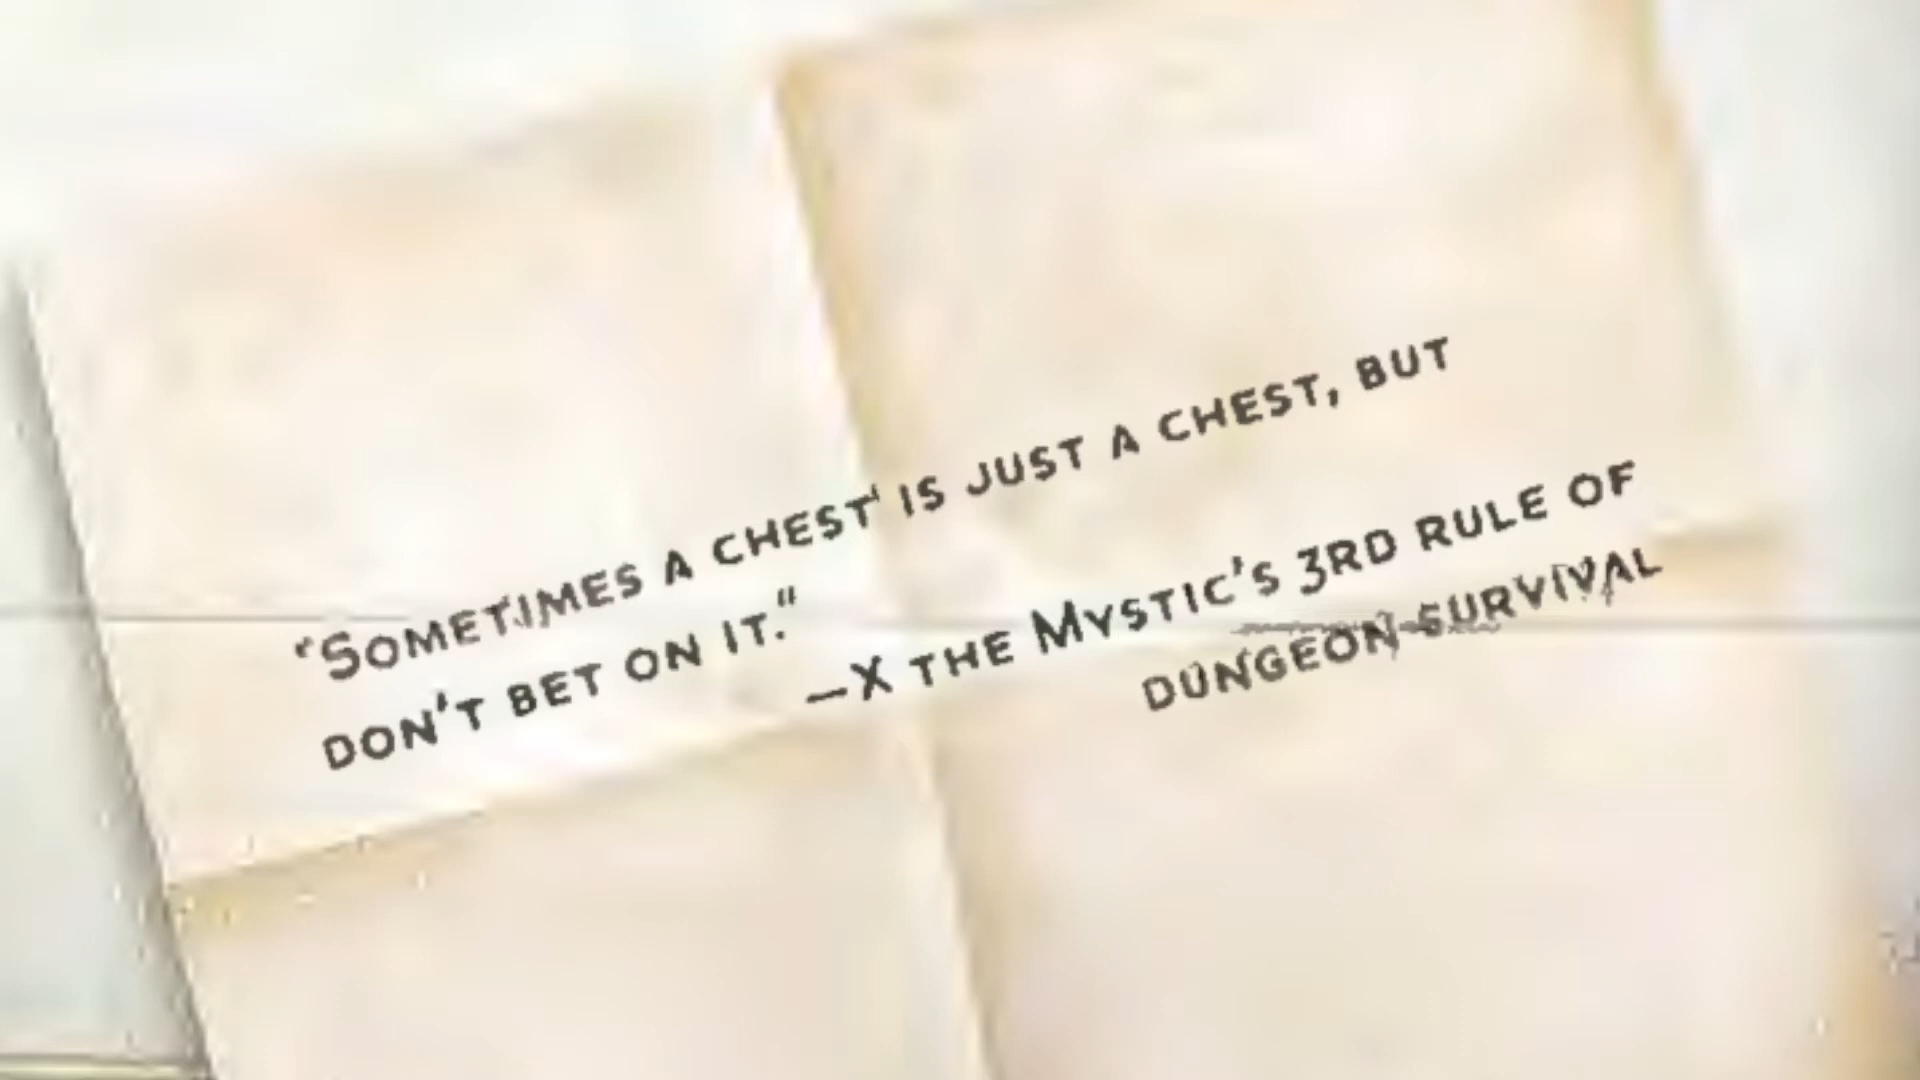 "Sometimes a chest is just a chest, but
don't bet on it."
—X the Mystic's 3rd rule of
dungeon survival